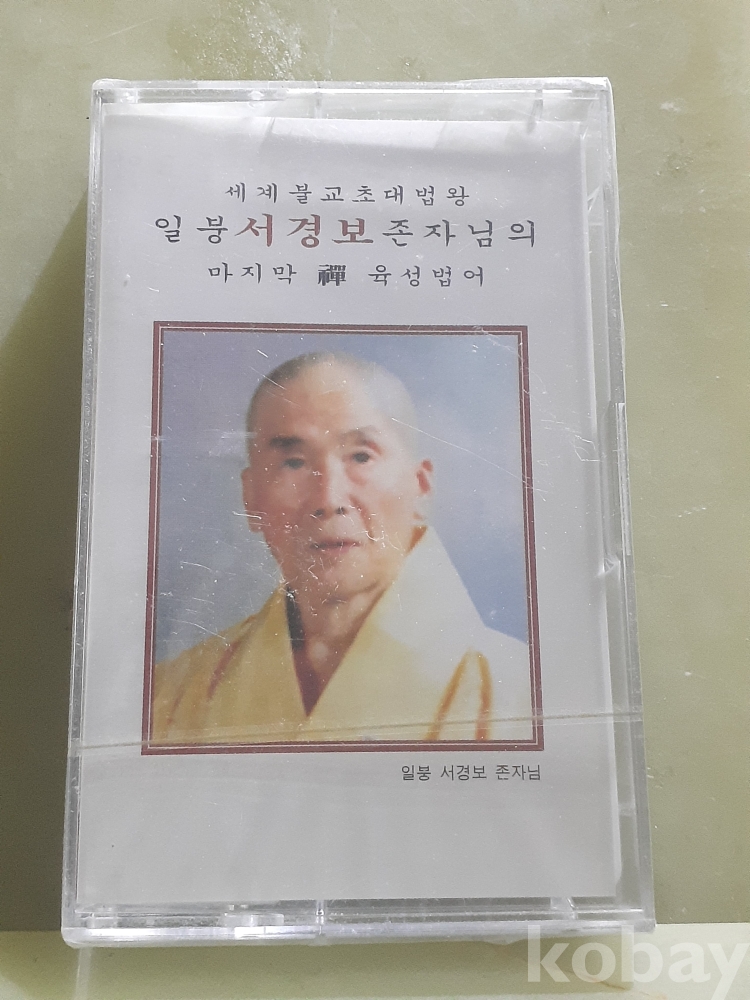 세계불교초대법왕
일붕서경보존자님의
마지막 禪 육성법어
일붕 서경보 존자님
kobay